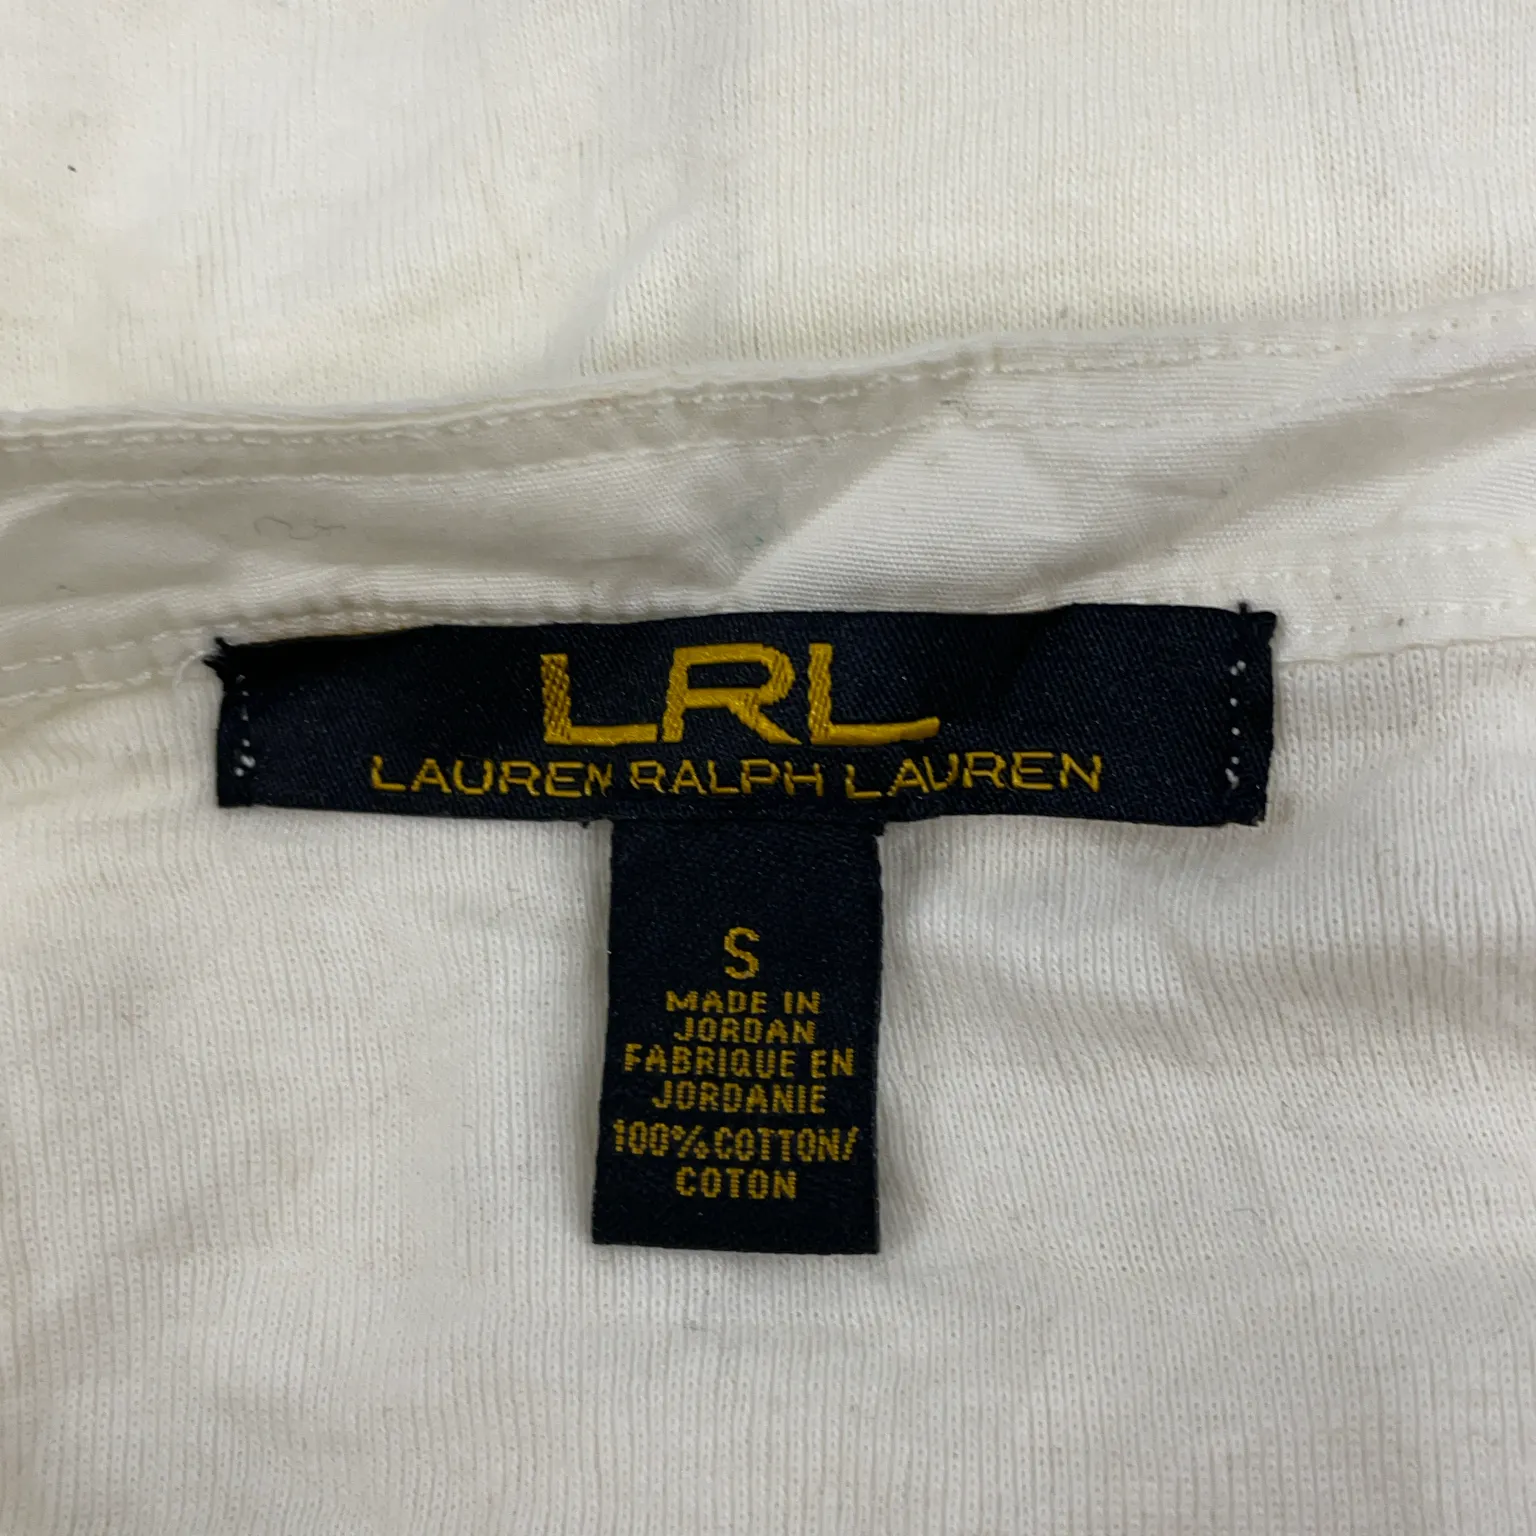 LRL
LAUREN RALPH LAUREN
S
MADE IN
JORDAN
FABRIQUE EN
JORDANIE
100% COTTON/
COTON